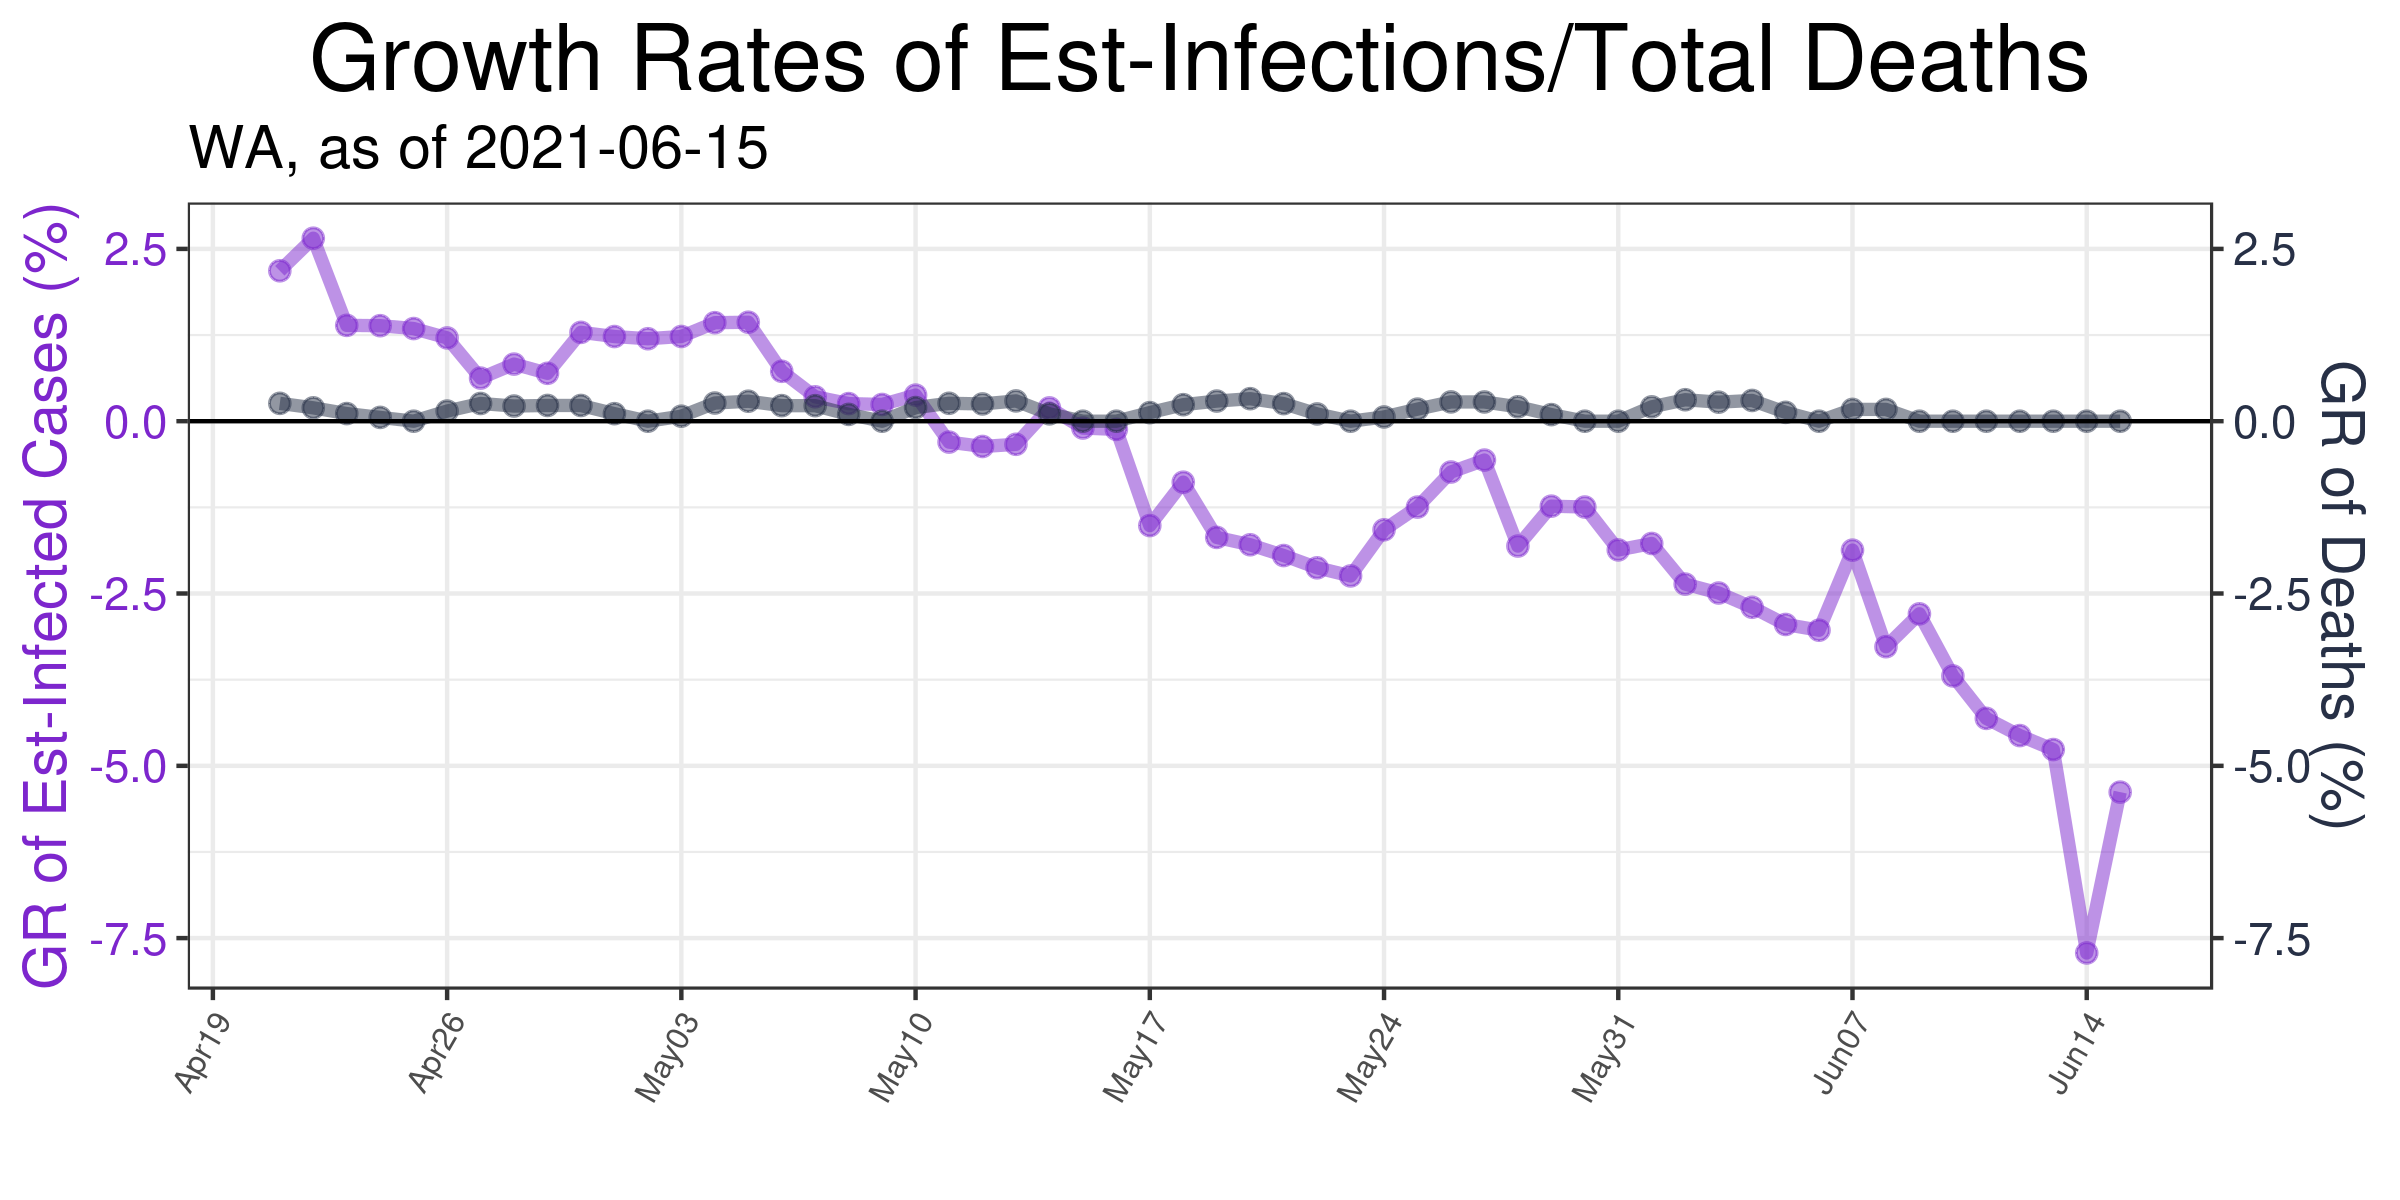 Growth Rates of Est-Infections/Total Deaths
WA, as of 2021-06-15
GR of Est-Infected Cases (%)
2.5
0.0
-2.5
-5.0
-7.5
2.5
0.0
-2.5
-5.0
-7.5
GR of Deaths (%)
Apr19
Apr26
May03
May10
May17
May24
May31
Jun07
Jun14